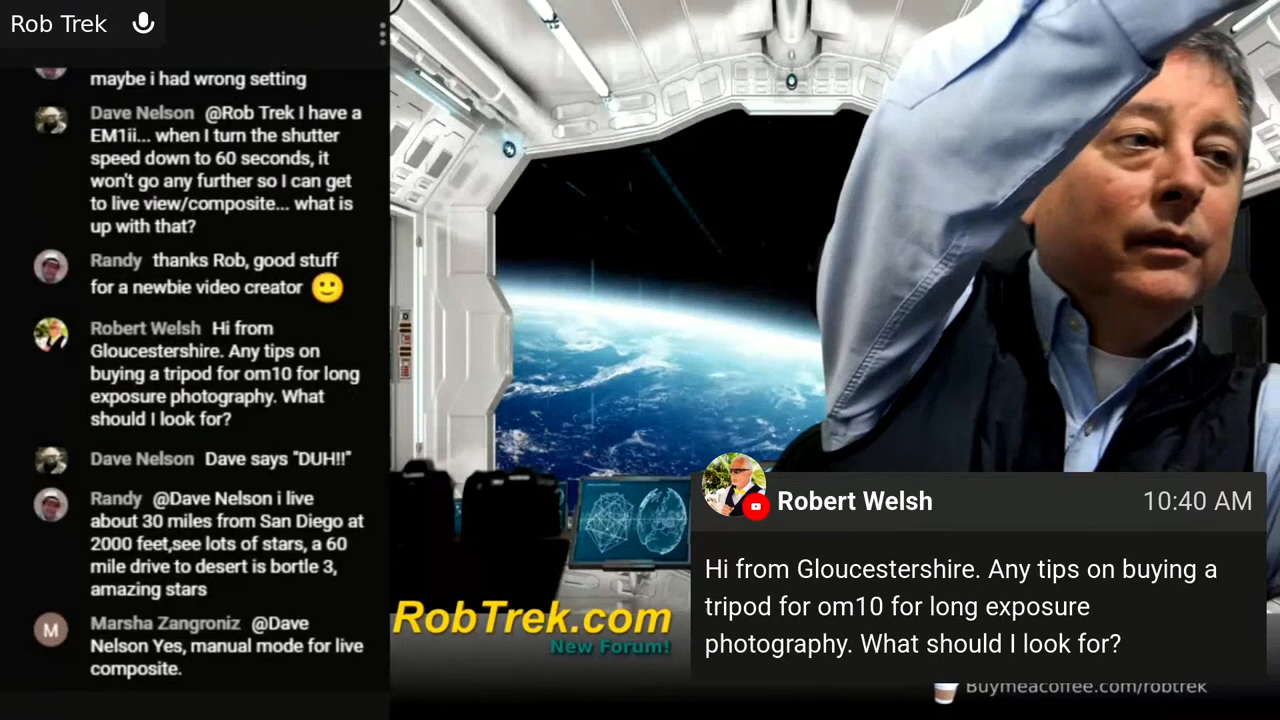 Rob Trek
maybe i had wrong setting
Dave Nelson @Rob Trek I have a
EM1ii... when I turn the shutter
speed down to 60 seconds, it
won't go any further so I can get
to live view/composite... what is
up with that?
Randy thanks Rob, good stuff
for a newbie video creator 🙂
Robert Welsh Hi from
Gloucestershire. Any tips on
buying a tripod for om10 for long
exposure photography. What
should I look for?
Dave Nelson Dave says "DUH!!"
Randy @Dave Nelson i live
about 30 miles from San Diego at
2000 feet,see lots of stars, a 60
mile drive to desert is bortle 3,
amazing stars
M Marsha Zangroniz @Dave
Nelson Yes, manual mode for live
composite.
RobTrek.com
New Forum!
Robert Welsh 10:40 AM
Hi from Gloucestershire. Any tips on buying a
tripod for om10 for long exposure
photography. What should I look for?
Buymeacoffee.com/robtrek